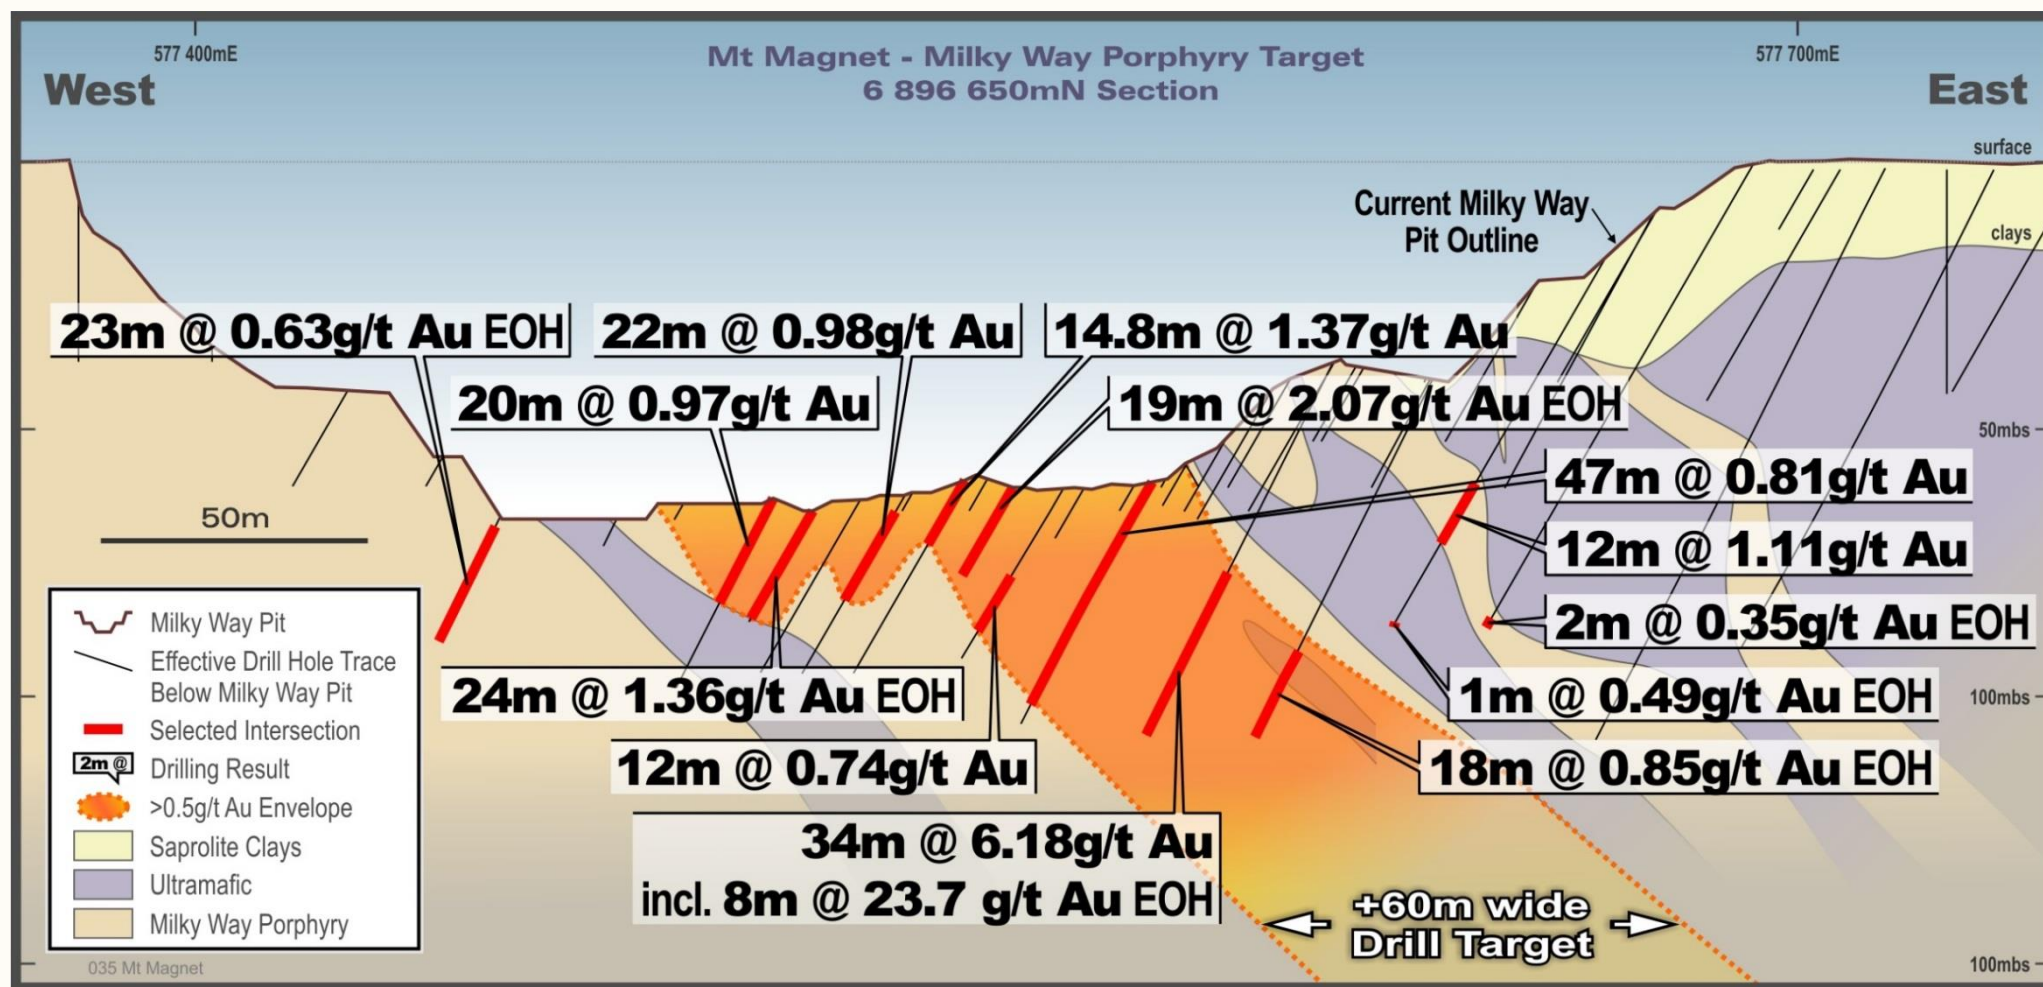 577 400mE
Mt Magnet - Milky Way Porphyry Target
6 896 650mN Section
577 700mE
West
East
surface
Current Milky Way
Pit Outline
clays
23m @ 0.63g/t Au EOH
22m @ 0.98g/t Au
14.8m @ 1.37g/t Au
20m @ 0.97g/t Au
19m @ 2.07g/t Au EOH
50mbs
47m @ 0.81g/t Au
50m
12m @ 1.11g/t Au
2m @ 0.35g/t Au EOH
24m @ 1.36g/t Au EOH
1m @ 0.49g/t Au EOH
100mbs
12m @ 0.74g/t Au
18m @ 0.85g/t Au EOH
34m @ 6.18g/t Au
incl. 8m @ 23.7 g/t Au EOH
+60m wide
Drill Target
100mbs
Milky Way Pit
Effective Drill Hole Trace
Below Milky Way Pit
Selected Intersection
2m @
Drilling Result
>0.5g/t Au Envelope
Saprolite Clays
Ultramafic
Milky Way Porphyry
035 Mt Magnet